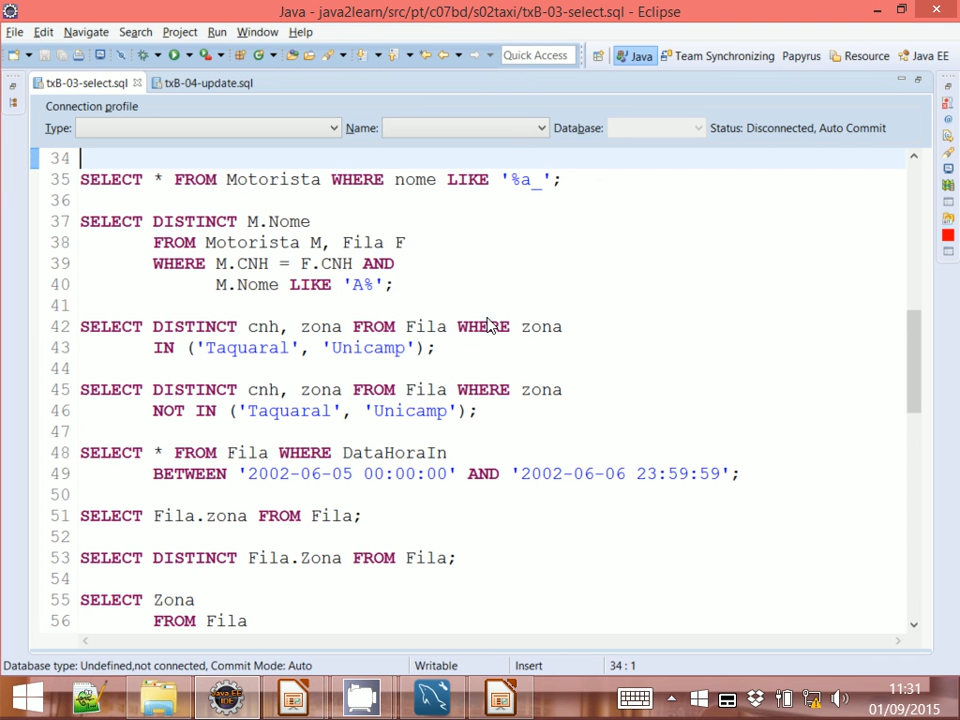 Java - java2learn/src/pt/c07bd/s02taxi/txB-03-select.sql - Eclipse
File Edit Navigate Search Project Run Window Help
Quick Access Java Team Synchronizing Papyrus Resource Java EE
txB-03-select.sql txB-04-update.sql
Connection profile
Type: Name: Database: Status: Disconnected, Auto Commit
34
35 SELECT * FROM Motorista WHERE nome LIKE '%a_';
36
37 SELECT DISTINCT M.Nome
38 FROM Motorista M, Fila F
39 WHERE M.CNH = F.CNH AND
40 M.Nome LIKE 'A%';
41
42 SELECT DISTINCT cnh, zona FROM Fila WHERE zona
43 IN ('Taquaral', 'Unicamp');
44
45 SELECT DISTINCT cnh, zona FROM Fila WHERE zona
46 NOT IN ('Taquaral', 'Unicamp');
47
48 SELECT * FROM Fila WHERE DataHoraIn
49 BETWEEN '2002-06-05 00:00:00' AND '2002-06-06 23:59:59';
50
51 SELECT Fila.zona FROM Fila;
52
53 SELECT DISTINCT Fila.Zona FROM Fila;
54
55 SELECT Zona
56 FROM Fila
Database type: Undefined,not connected, Commit Mode: Auto Writable Insert 34 : 1
Java EE
IDE
11:31
01/09/2015